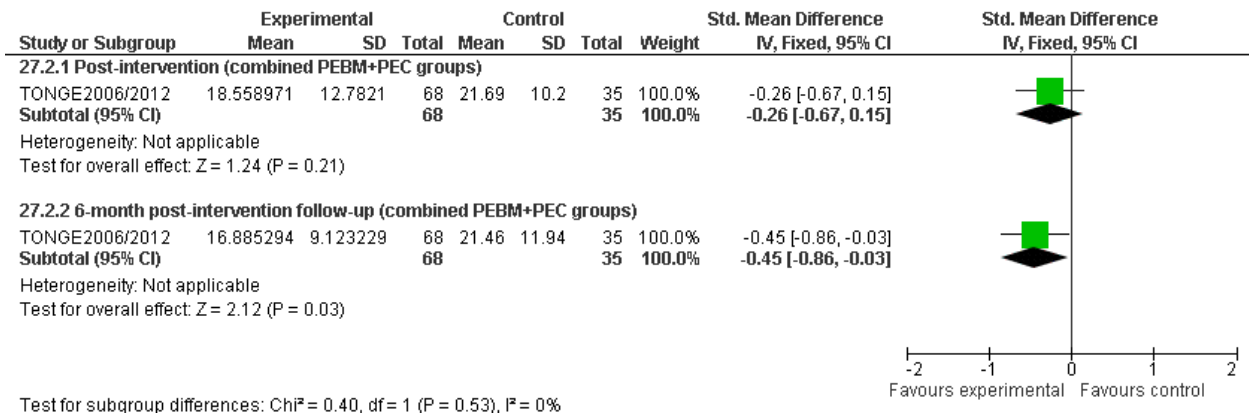 Experimental Control Std. Mean Difference Std. Mean Difference
Study or Subgroup Mean SD Total Mean SD Total Weight IV, Fixed, 95% CI IV, Fixed, 95% CI
27.2.1 Post-intervention (combined PEBM+PEC groups)
TONGE2006/2012 18.558971 12.7821 68 21.69 10.2 35 100.0% -0.26 [-0.67, 0.15]
Subtotal (95% CI) 68 35 100.0% -0.26 [-0.67, 0.15]
Heterogeneity: Not applicable
Test for overall effect: Z = 1.24 (P = 0.21)
27.2.2 6-month post-intervention follow-up (combined PEBM+PEC groups)
TONGE2006/2012 16.885294 9.123229 68 21.46 11.94 35 100.0% -0.45 [-0.86, -0.03]
Subtotal (95% CI) 68 35 100.0% -0.45 [-0.86, -0.03]
Heterogeneity: Not applicable
Test for overall effect: Z = 2.12 (P = 0.03)
-2 -1 0 1 2
Favours experimental Favours control
Test for subgroup differences: Chi² = 0.40, df = 1 (P = 0.53), I² = 0%